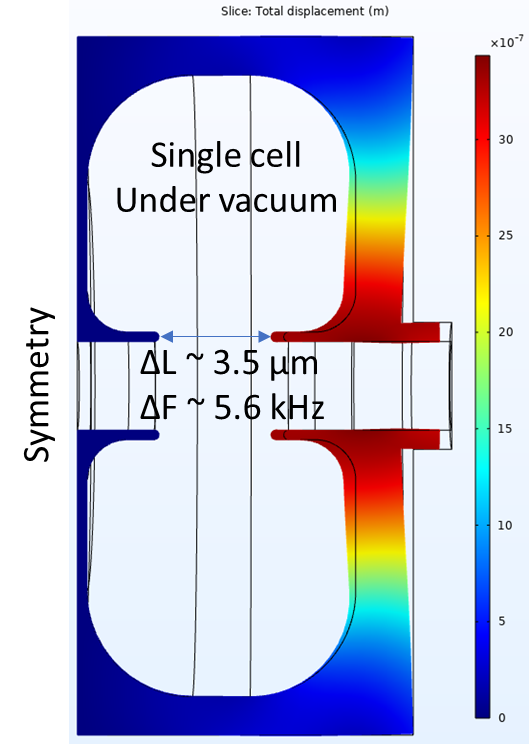 Slice: Total displacement (m)
×10⁻⁷
Single cell
Under vacuum
30
25
20
15
10
5
0
ΔL ~ 3.5 µm
ΔF ~ 5.6 kHz
Symmetry